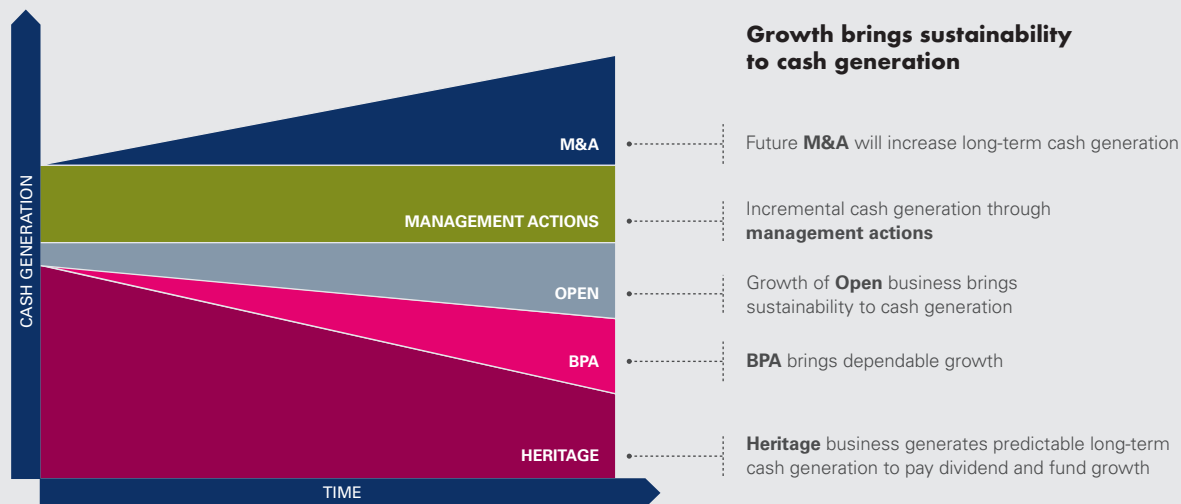 Growth brings sustainability
to cash generation
CASH GENERATION
M&A
Future M&A will increase long-term cash generation
MANAGEMENT ACTIONS
Incremental cash generation through
management actions
OPEN
Growth of Open business brings
sustainability to cash generation
BPA
BPA brings dependable growth
HERITAGE
Heritage business generates predictable long-term
cash generation to pay dividend and fund growth
TIME